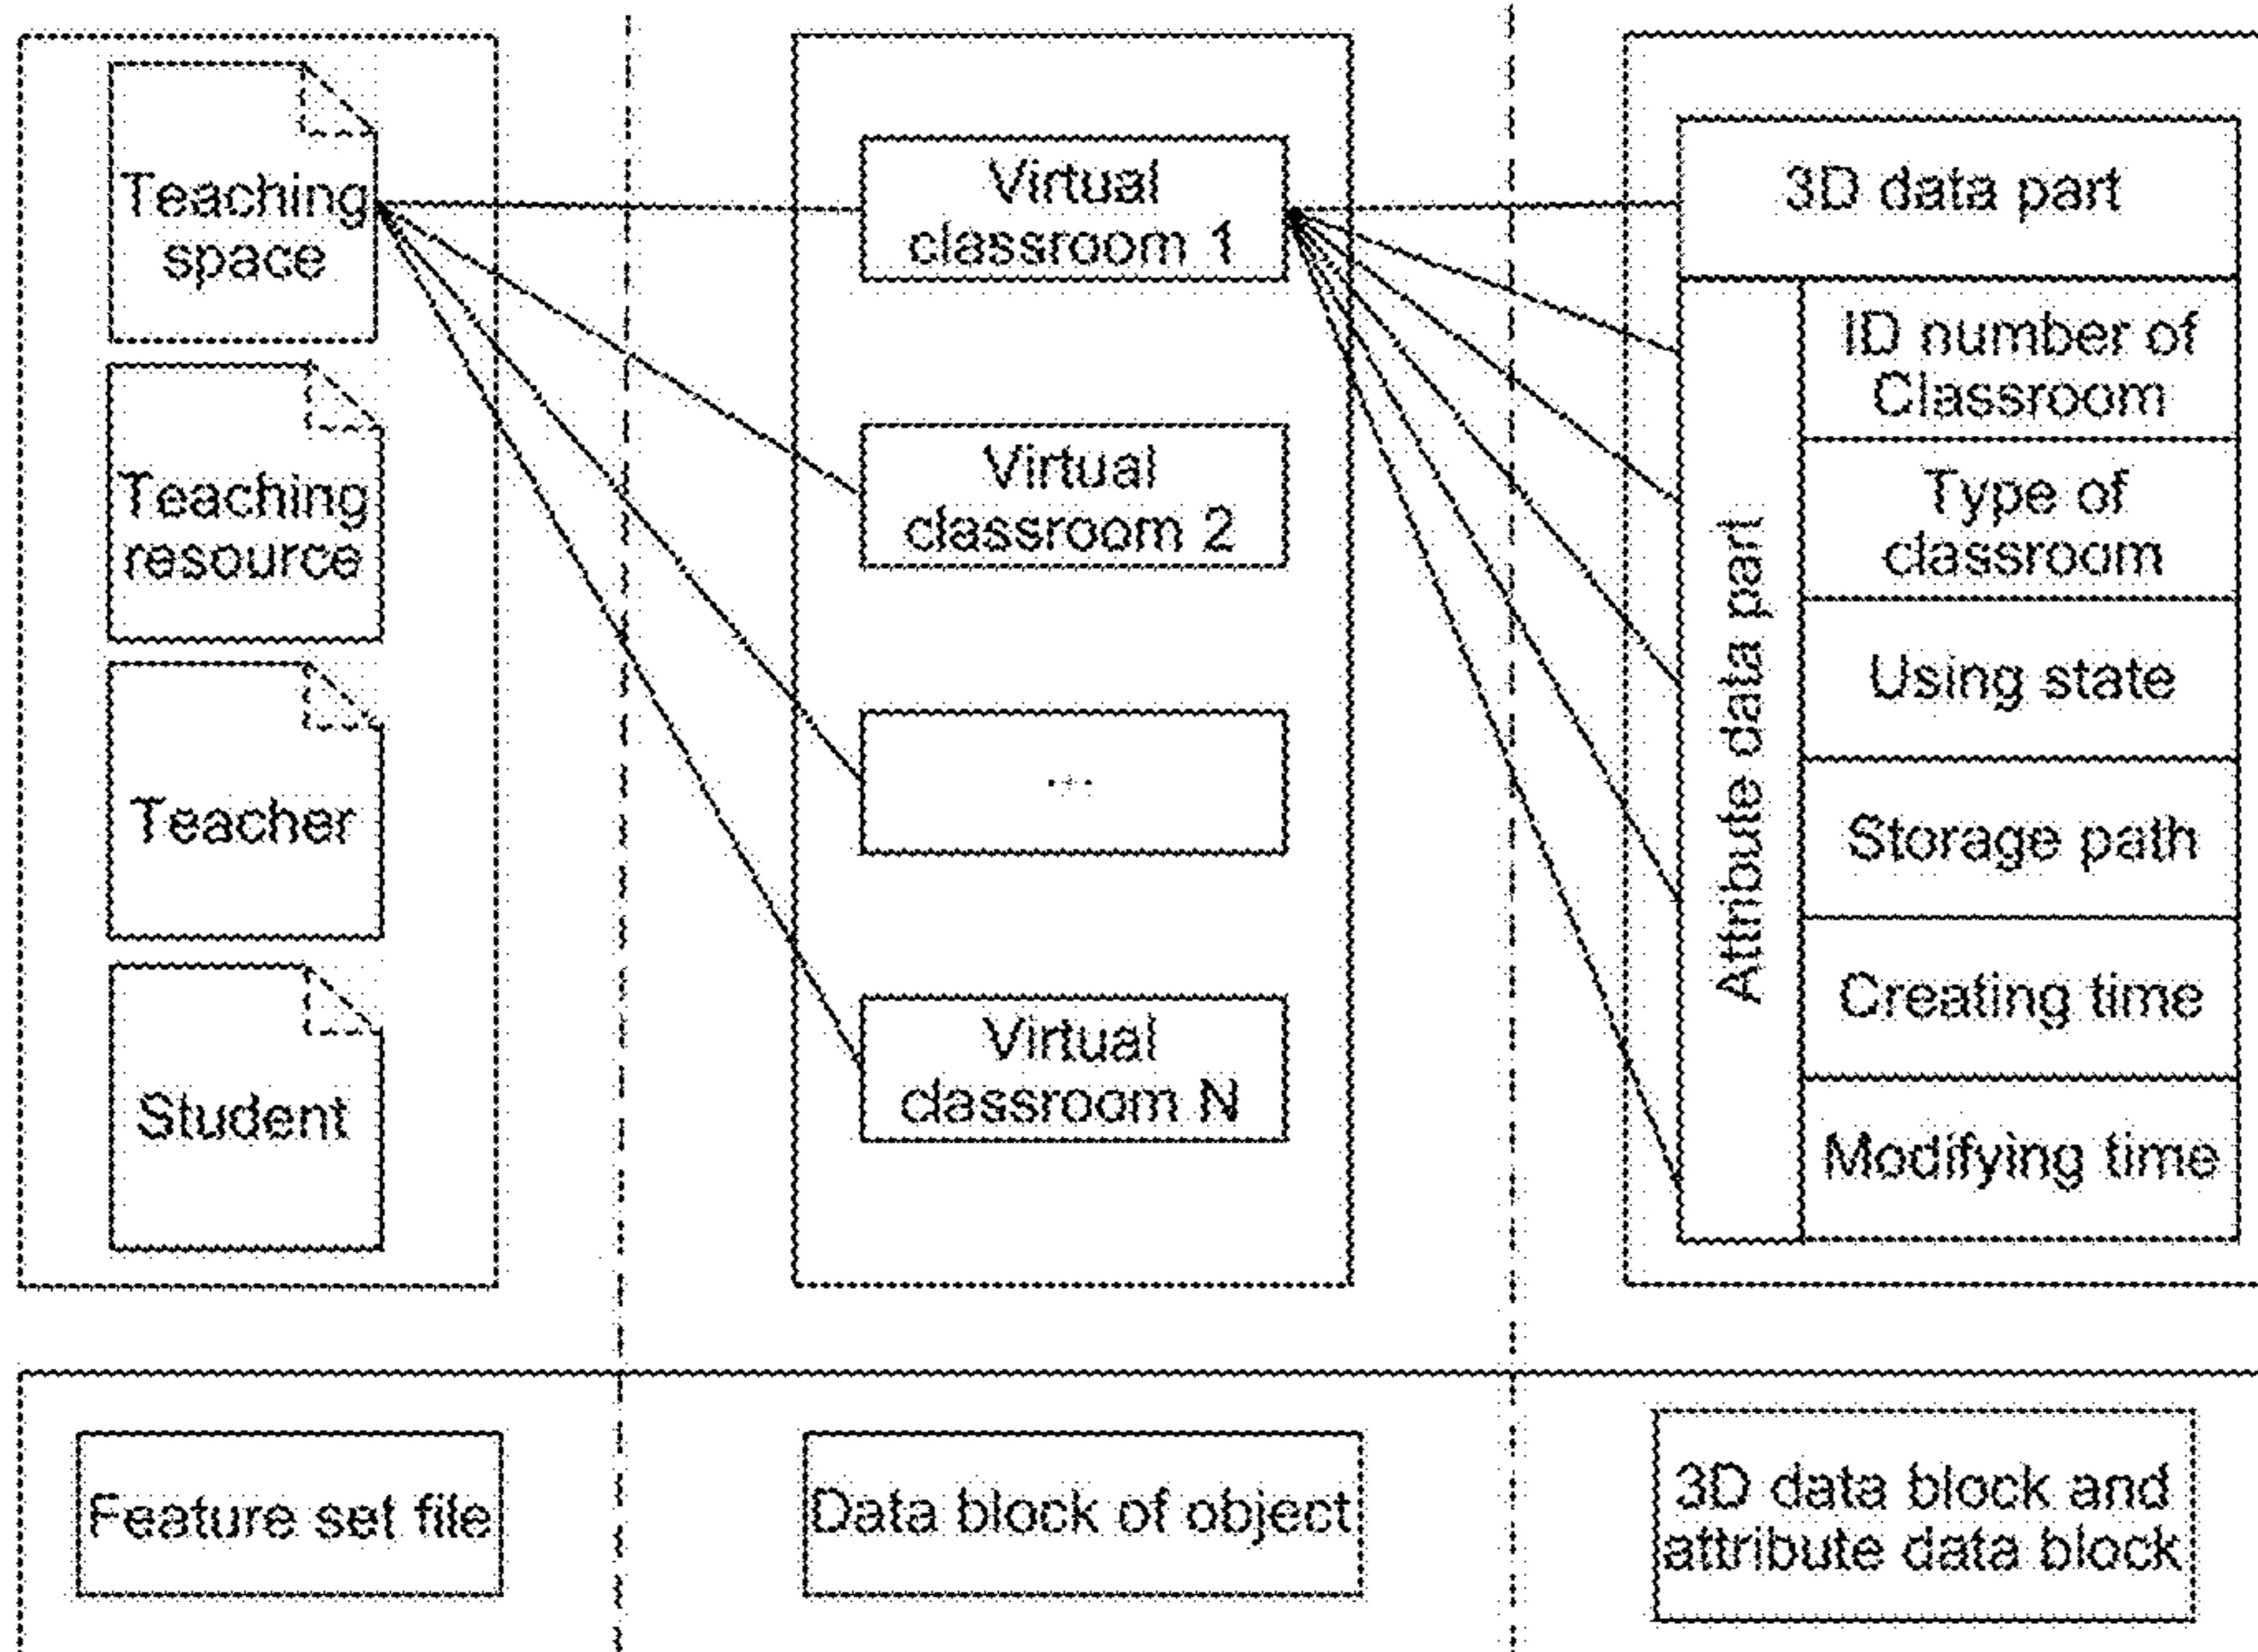 Teaching
space
Teaching
resource
Teacher
Student
Virtual
classroom 1
Virtual
classroom 2
...
Virtual
classroom N
3D data part
Attribute data part
ID number of
Classroom
Type of
classroom
Using state
Storage path
Creating time
Modifying time
Feature set file
Data block of object
3D data block and
attribute data block